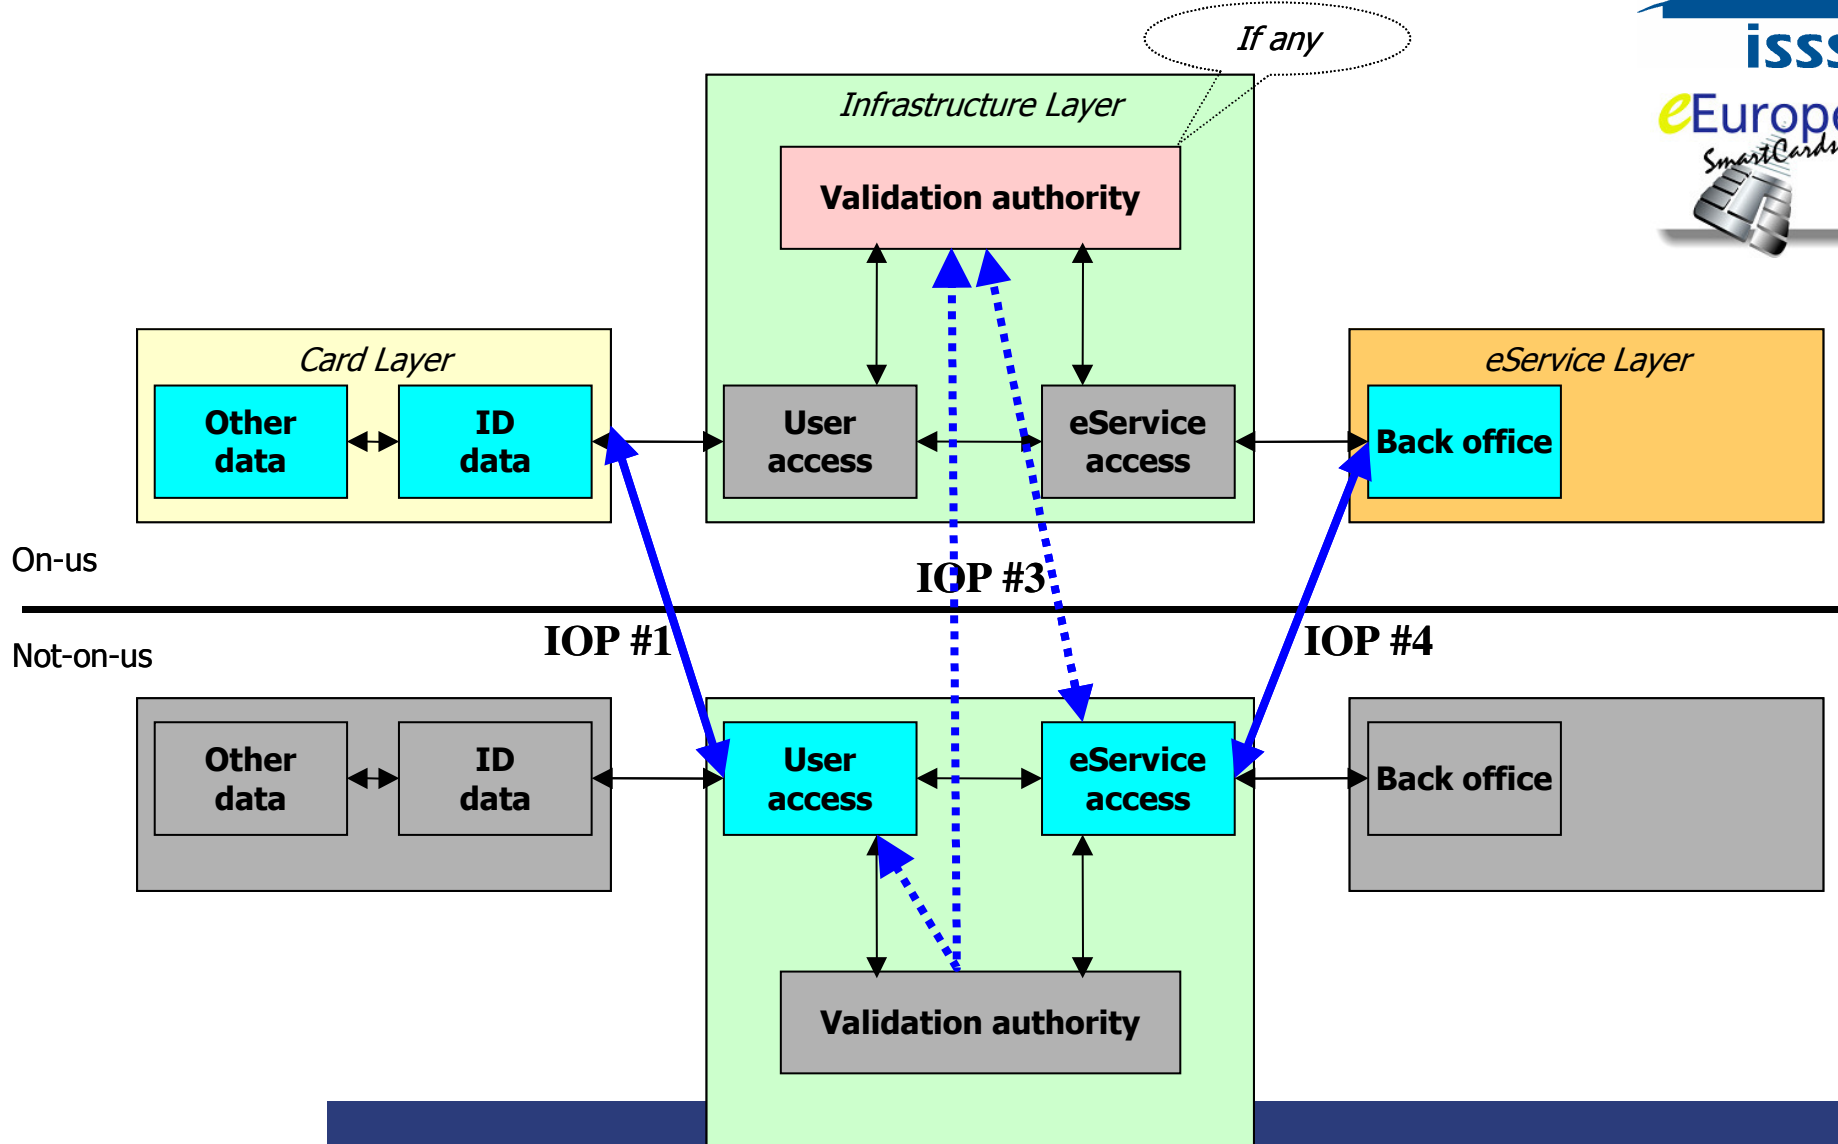 If any
isss
eEurope
SmartCards
Infrastructure Layer
Validation authority
Card Layer
eService Layer
Other
data
ID
data
User
access
eService
access
Back office
On-us
IOP #3
Not-on-us
IOP #1
IOP #4
Other
data
ID
data
User
access
eService
access
Back office
Validation authority